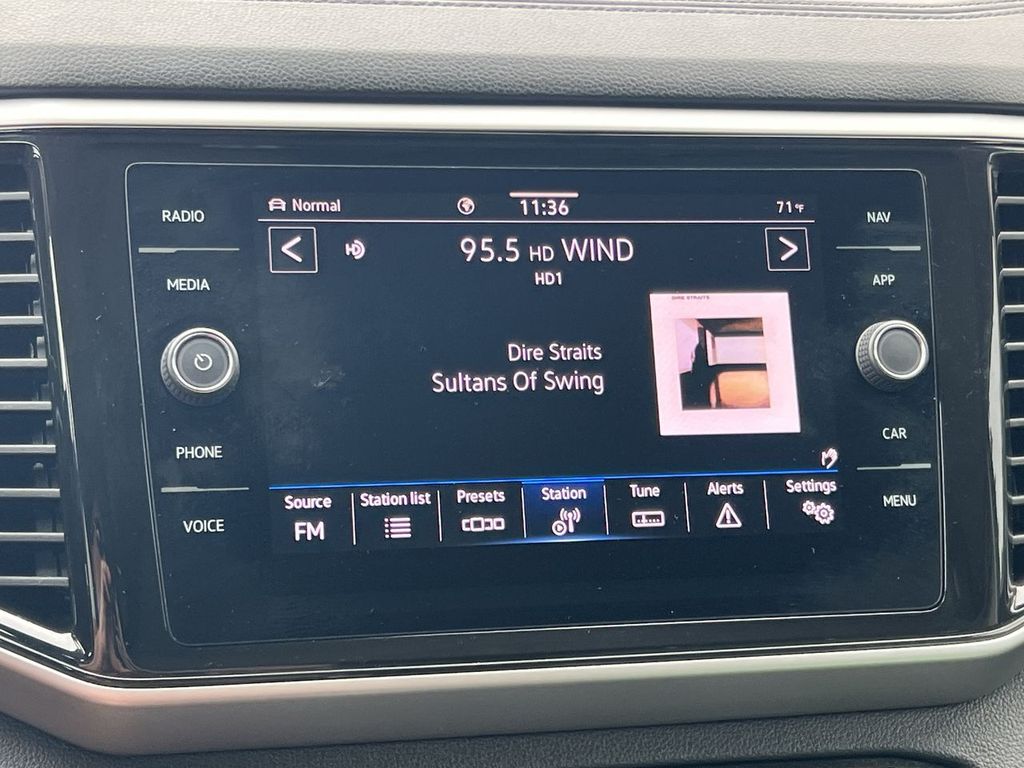 Normal
11:36
71°F
RADIO
NAV
HD
95.5 HD WIND
HD1
MEDIA
APP
DIRE STRAITS
Dire Straits
Sultans Of Swing
PHONE
CAR
VOICE
MENU
Source
Station list
Presets
Station
Tune
Alerts
Settings
FM